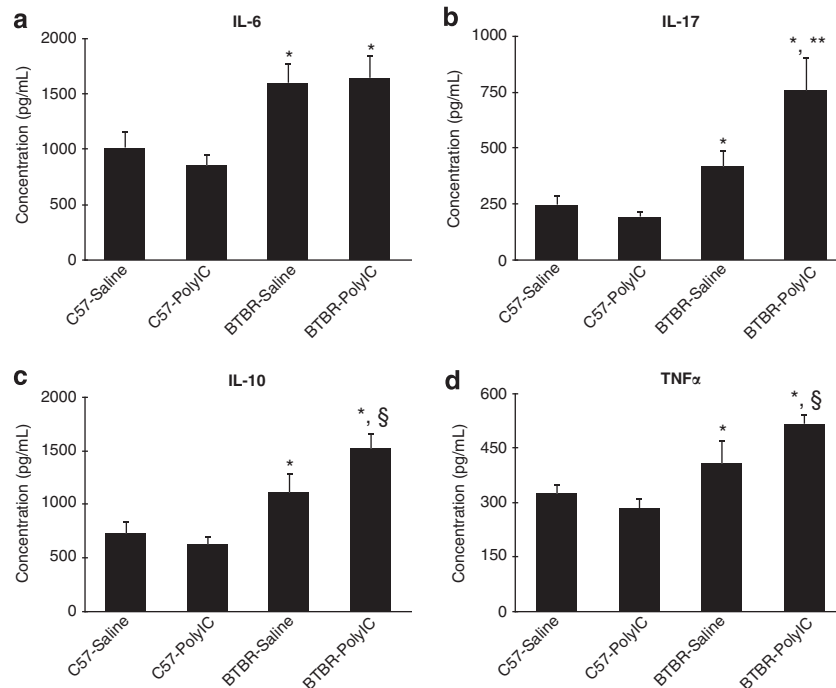 a
IL-6
Concentration (pg/mL)
2000
1500
1000
500
0
*
*
C57-Saline
C57-PolyIC
BTBR-Saline
BTBR-PolyIC
b
IL-17
Concentration (pg/mL)
1000
750
500
250
0
*
*, **
C57-Saline
C57-PolyIC
BTBR-Saline
BTBR-PolyIC
c
IL-10
Concentration (pg/mL)
2000
1500
1000
500
0
*
*, §
C57-Saline
C57-PolyIC
BTBR-Saline
BTBR-PolyIC
d
TNFα
Concentration (pg/mL)
600
450
300
150
0
*
*, §
C57-Saline
C57-PolyIC
BTBR-Saline
BTBR-PolyIC